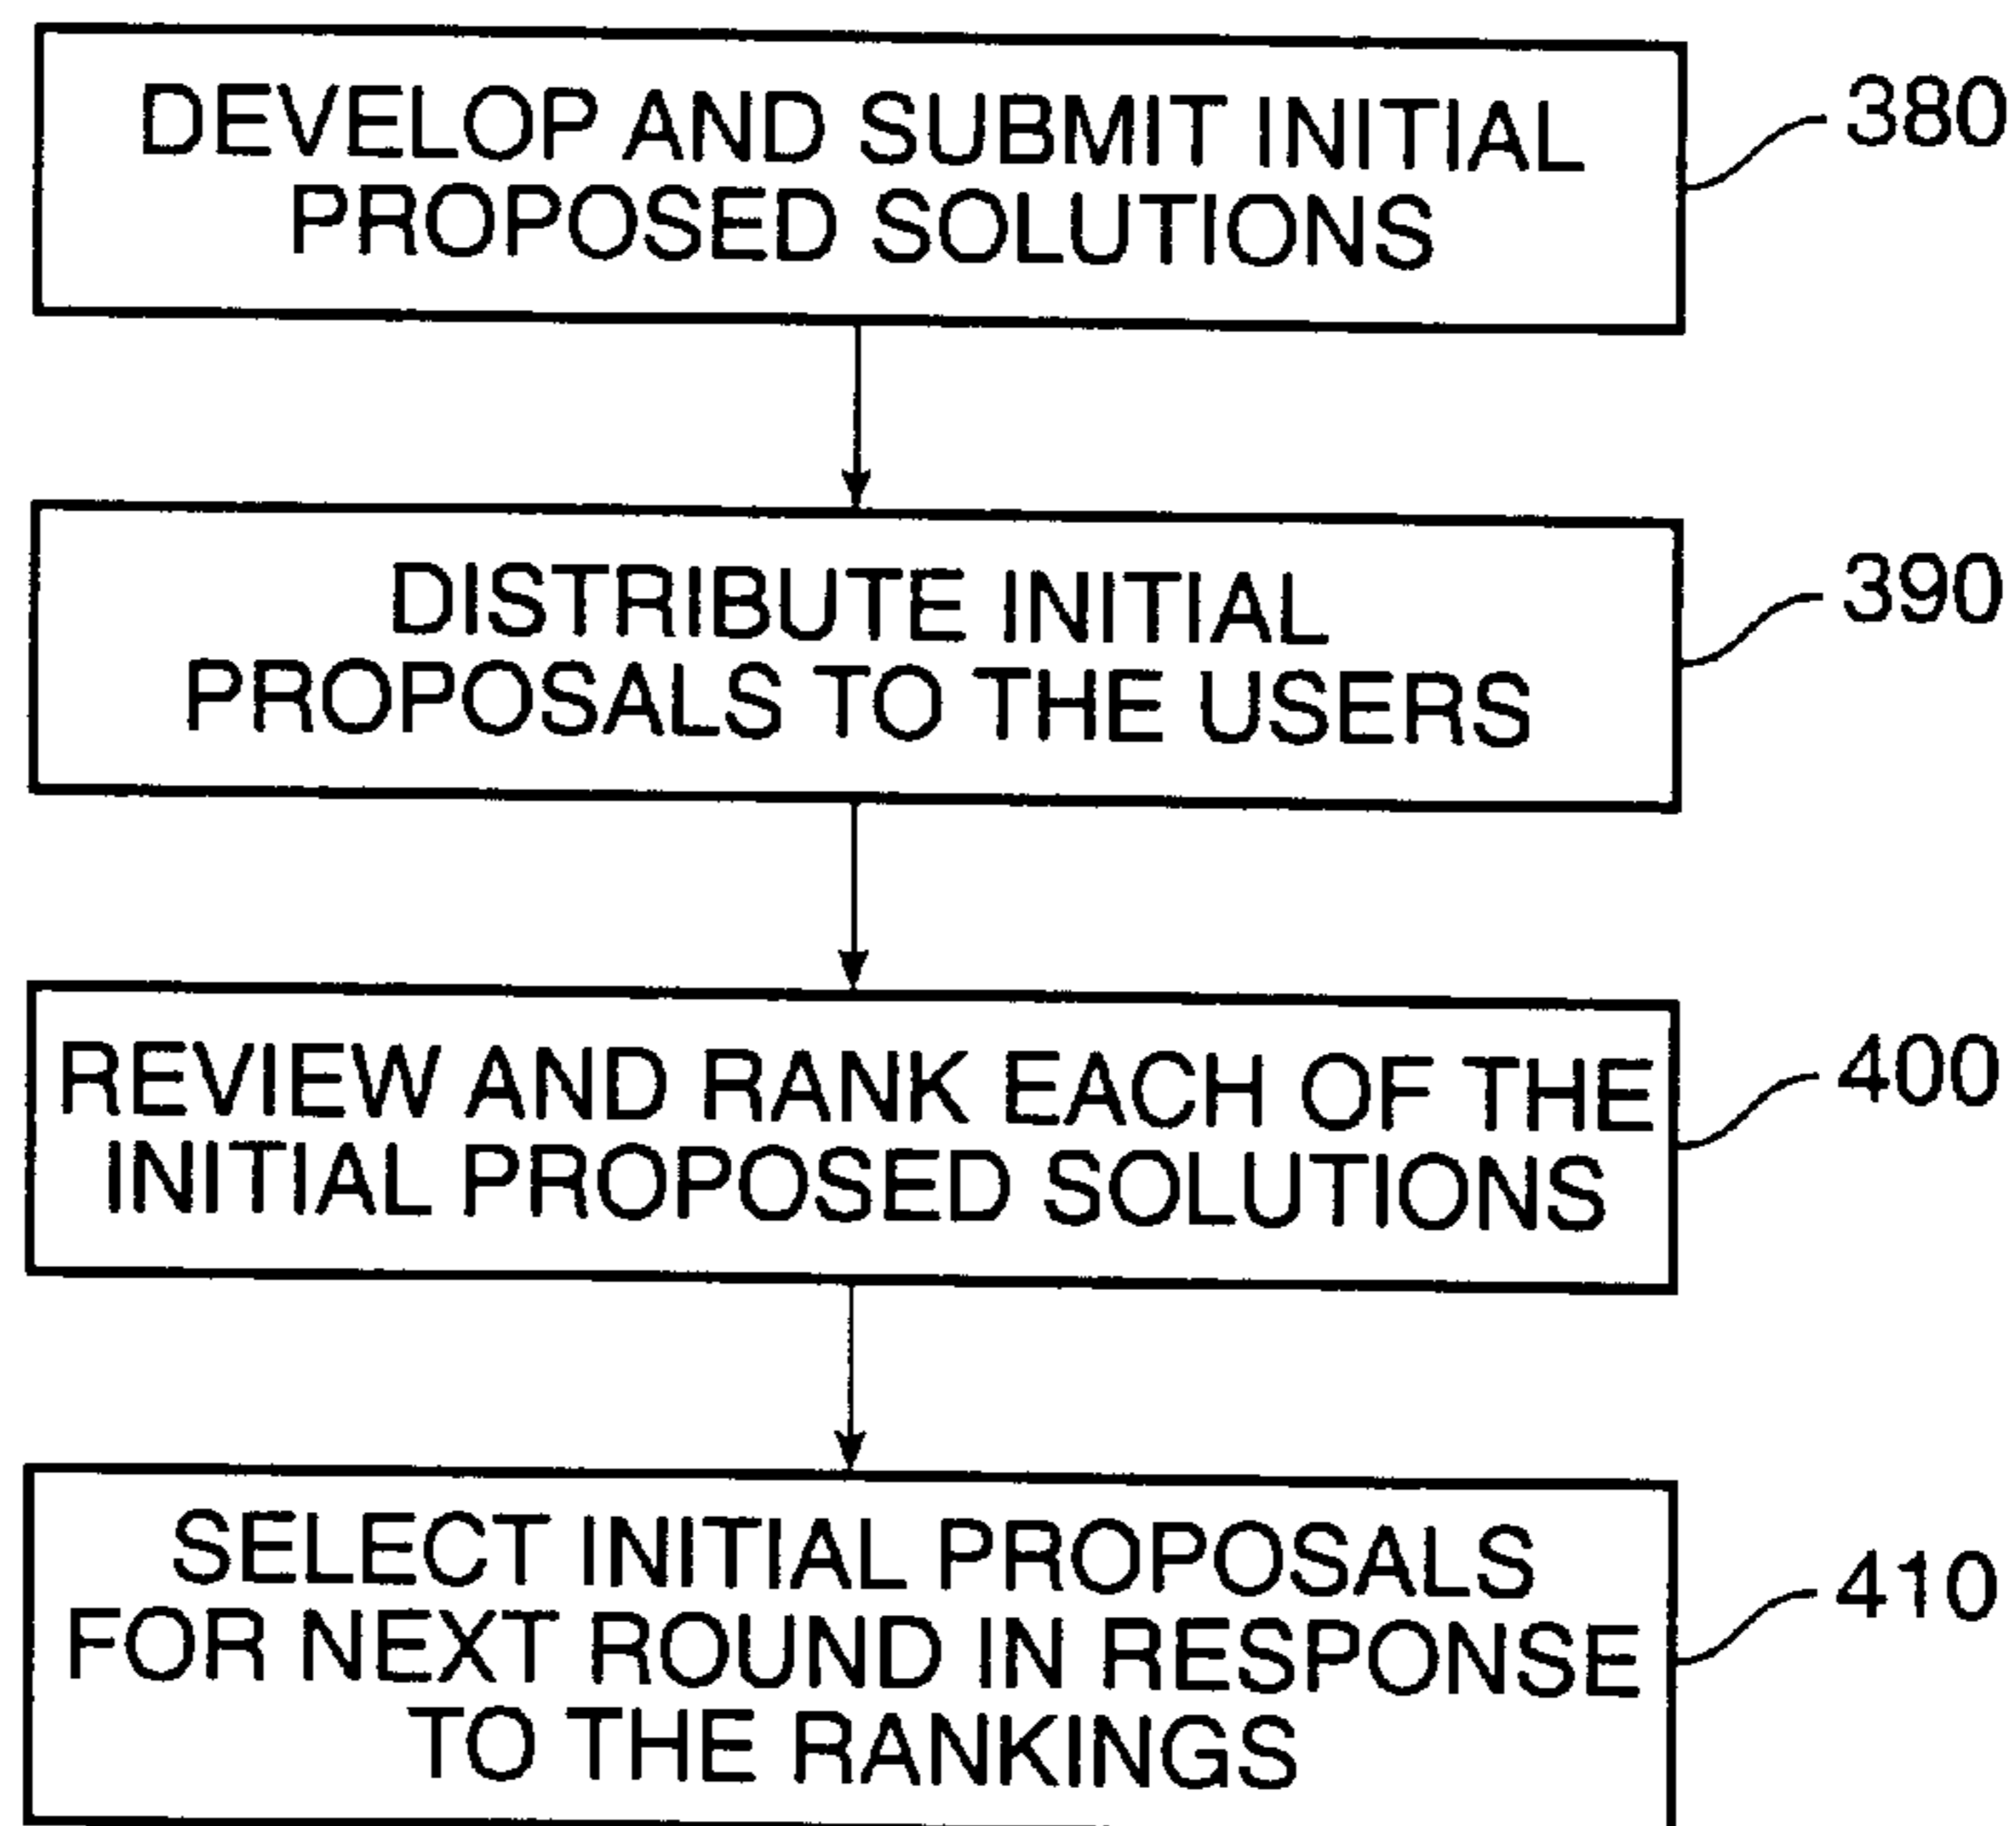 DEVELOP AND SUBMIT INITIAL
PROPOSED SOLUTIONS
380
DISTRIBUTE INITIAL
PROPOSALS TO THE USERS
390
REVIEW AND RANK EACH OF THE
INITIAL PROPOSED SOLUTIONS
400
SELECT INITIAL PROPOSALS
FOR NEXT ROUND IN RESPONSE
TO THE RANKINGS
410